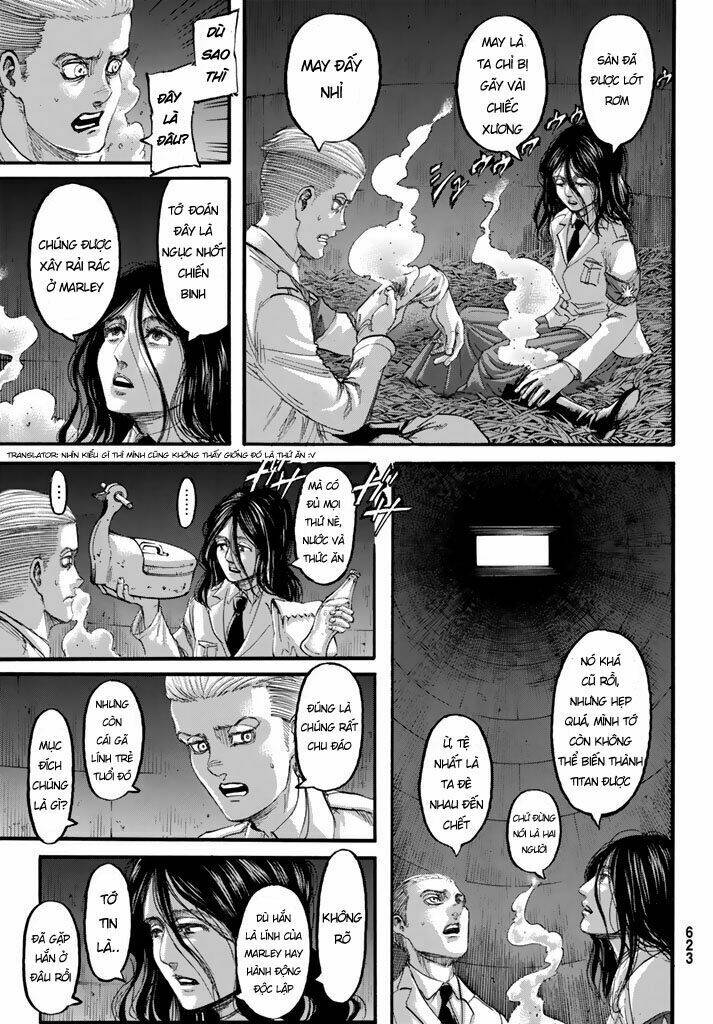 SÀN ĐÃ
ĐƯỢC LÓT
RƠM
MAY LÀ
TA CHỈ BỊ
GÃY VÀI
CHIẾC
XƯƠNG
MAY ĐẤY
NHỈ
DÙ
SAO
THÌ
ĐÂY
LÀ
ĐÂU?
TỚ ĐOÁN
ĐÂY LÀ
NGỤC NHỐT
CHIẾN
BINH
CHÚNG ĐƯỢC
XÂY RẢI RÁC
Ở MARLEY
TRANSLATOR: NHÌN KIỂU GÌ THÌ MÌNH CŨNG KHÔNG THẤY GIỐNG ĐÓ LÀ THỨC ĂN :V
NÓ KHÁ
CŨ RỒI,
NHƯNG HẸP
QUÁ, MÌNH TỚ
CÒN KHÔNG
THỂ BIẾN THÀNH
TITAN ĐƯỢC
CHỨ ĐỪNG
NÓI LÀ HAI
NGƯỜI
Ừ, TỆ
NHẤT LÀ
TA ĐÈ
NHAU ĐẾN
CHẾT
MÀ CÓ
ĐỦ MỌI
THỨ NÈ,
NƯỚC VÀ
THỨC ĂN
...
...
ĐÚNG LÀ
CHÚNG RẤT
CHU ĐÁO
NHƯNG
CÒN
CÁI GÃ
LÍNH TRẺ
TUỔI ĐÓ
MỤC
ĐÍCH
CHÚNG
LÀ GÌ?
KHÔNG
RÕ
DÙ HẮN
LÀ LÍNH CỦA
MARLEY HAY
HÀNH ĐỘNG
ĐỘC LẬP
TỚ
TIN
LÀ..
ĐÃ GẶP
HẮN Ở
ĐÂU RỒI
623